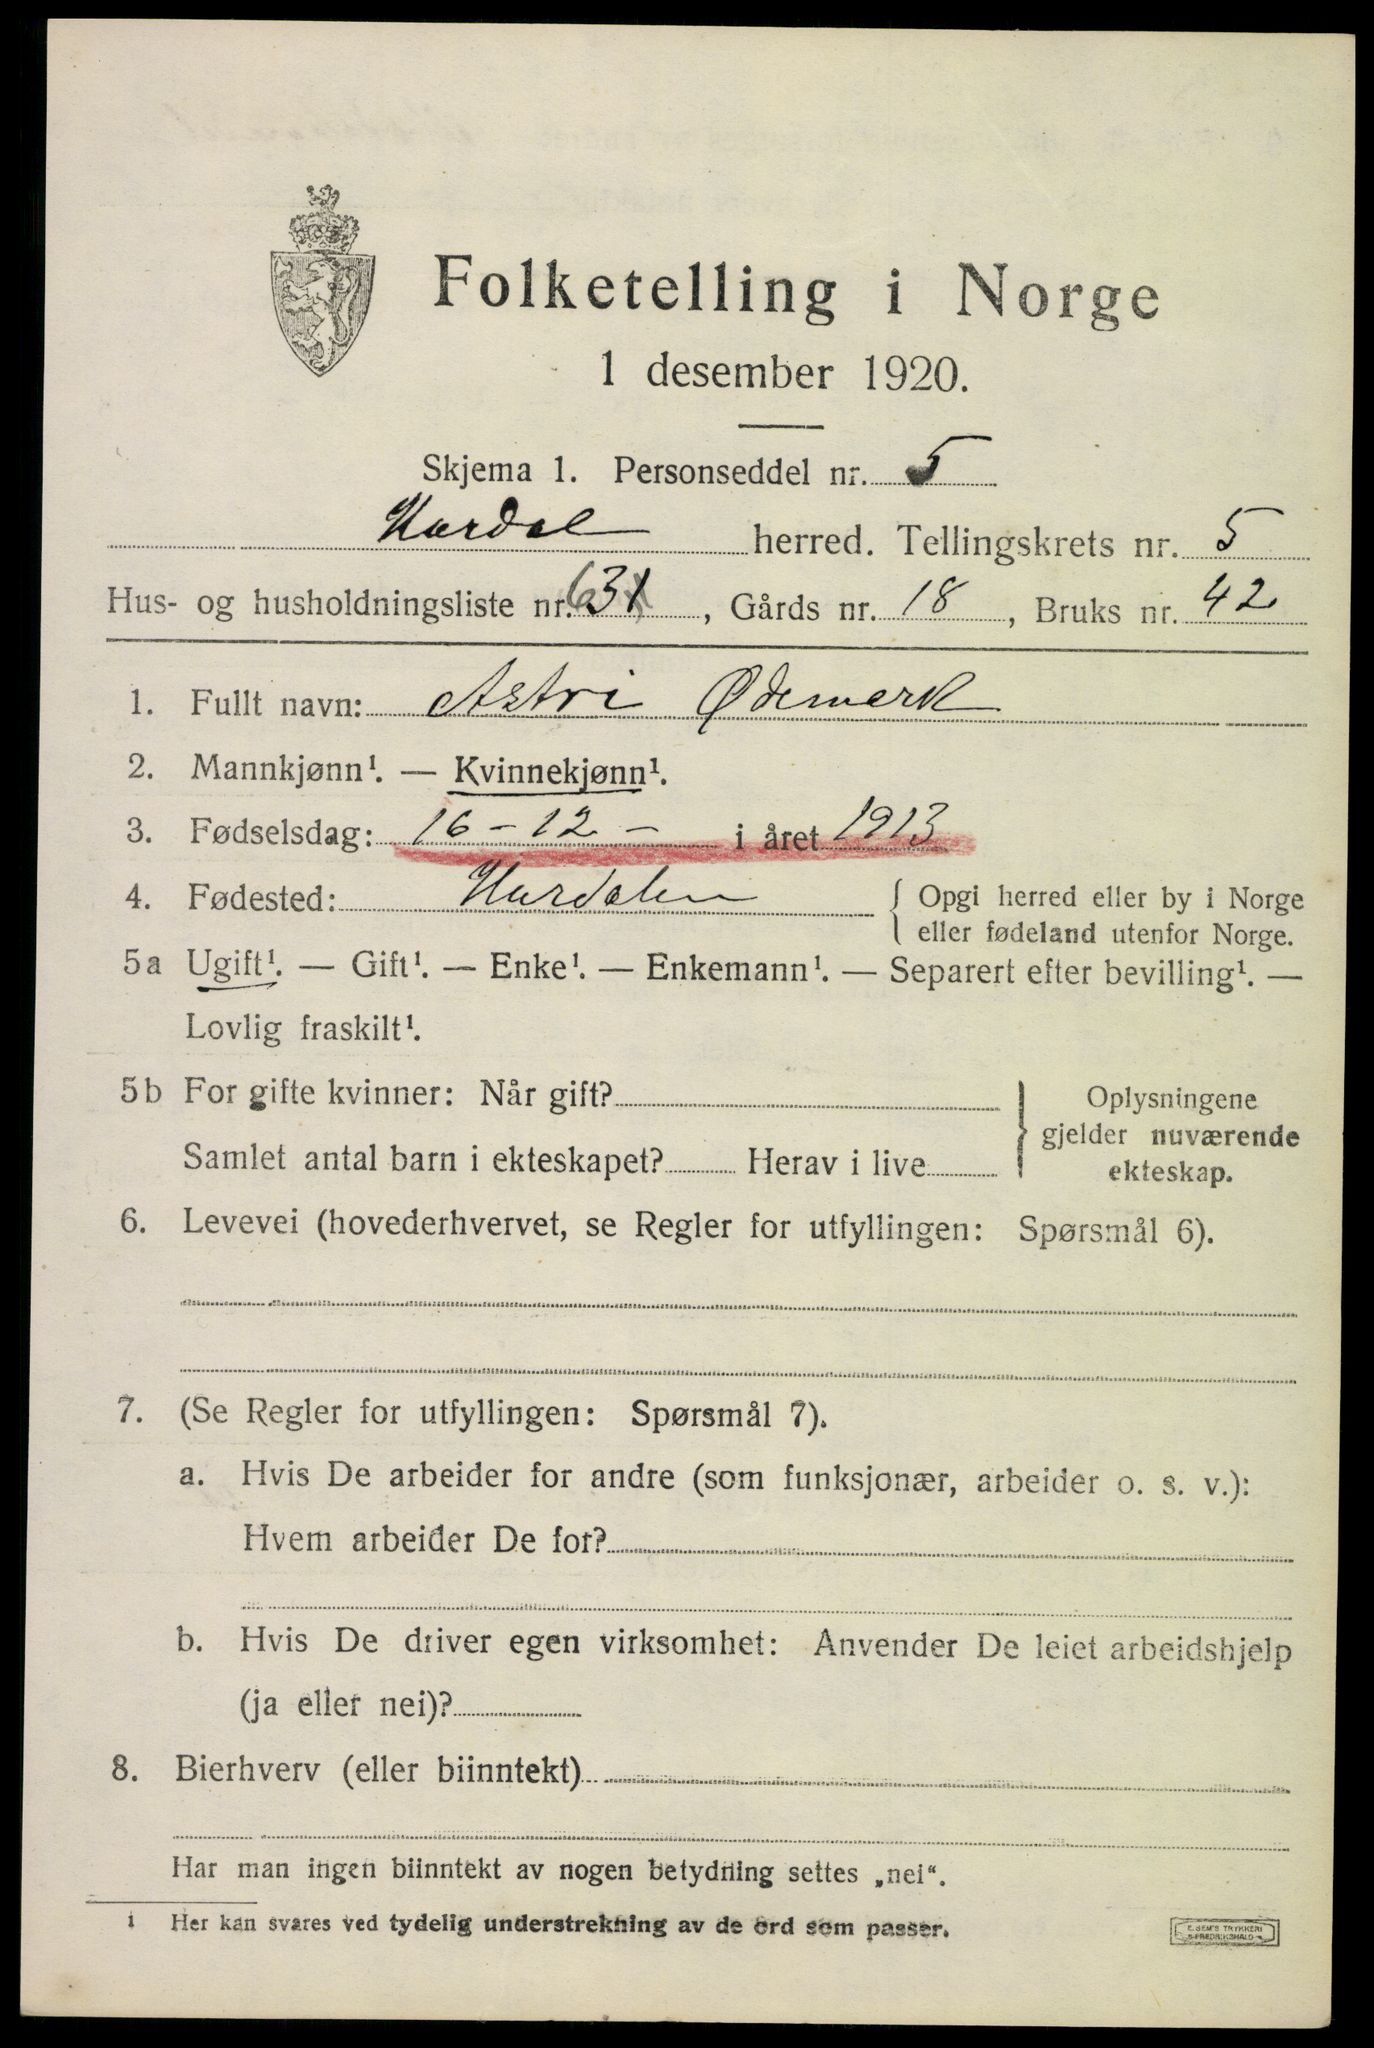 Folketelling i Norge
1 desember 1920.
Skjema 1. Personseddel nr. 5
Hurdal herred. Tellingskrets nr. 5
Hus- og husholdningsliste nr. 63, Gårds nr. 18, Bruks nr. 42
1. Fullt navn: Astri Ødemark
2. Mannkjønn¹. — Kvinnekjønn¹.
3. Fødselsdag: 16 - 12 - i året 1913
4. Fødested: Hurdalen { Opgi herred eller by i Norge
eller fødeland utenfor Norge.
5a Ugift¹. — Gift¹. — Enke¹. — Enkemann¹. — Separert efter bevilling¹. —
Lovlig fraskilt¹.
5b For gifte kvinner: Når gift? } Oplysningene
gjelder nuværende
Samlet antal barn i ekteskapet? Herav i live ekteskap.
6. Levevei (hovederhvervet, se Regler for utfyllingen: Spørsmål 6).
7. (Se Regler for utfyllingen: Spørsmål 7).
a. Hvis De arbeider for andre (som funksjonær, arbeider o. s. v.):
Hvem arbeider De for?
b. Hvis De driver egen virksomhet: Anvender De leiet arbeidshjelp
(ja eller nei)?
8. Bierhverv (eller biinntekt)
Har man ingen biinntekt av nogen betydning settes „nei“.
1 Her kan svares ved tydelig understrekning av de ord som passer.
E. SEM'S TRYKKERI
FREDRIKSHALD